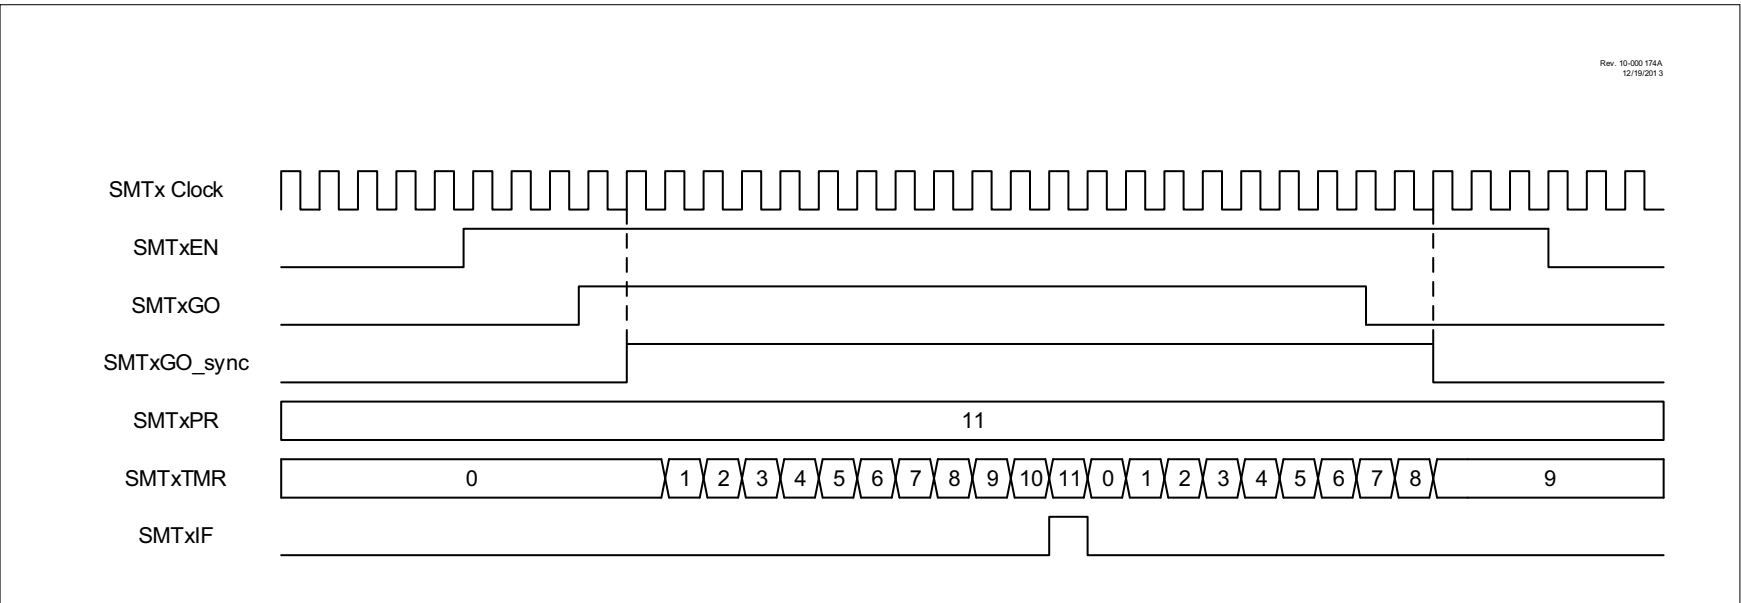 Rev. 10-000 174A
12/19/201 3
SMTx Clock
SMTxEN
SMTxGO
SMTxGO_sync
SMTxPR
11
SMTxTMR
0 1 2 3 4 5 6 7 8 9 10 11 0 1 2 3 4 5 6 7 8 9
SMTxIF